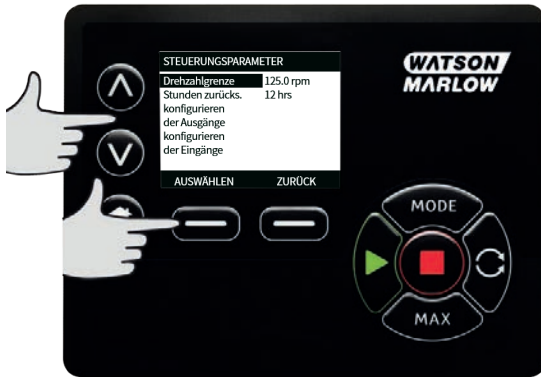 STEUERUNGSPARAMETER
Drehzahlgrenze 125.0 rpm
Stunden zurücks. 12 hrs
konfigurieren
der Ausgänge
konfigurieren
der Eingänge
AUSWÄHLEN ZURÜCK
WATSON
MARLOW
MODE
MAX